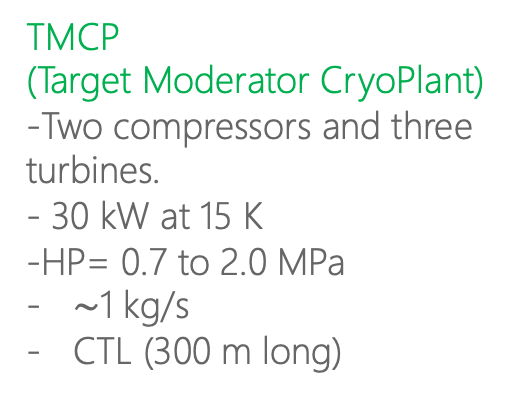 TMCP
(Target Moderator CryoPlant)
-Two compressors and three
turbines.
- 30 kW at 15 K
-HP= 0.7 to 2.0 MPa
- ~1 kg/s
- CTL (300 m long)